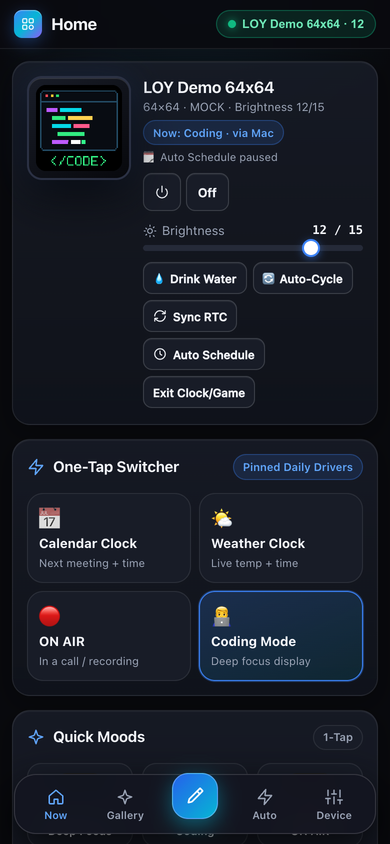 Home
LOY Demo 64x64 · 12
LOY Demo 64x64
64×64 · MOCK · Brightness 12/15
Now: Coding · via Mac
Auto Schedule paused
</CODE>
Off
Brightness
12 / 15
Drink Water
Auto-Cycle
Sync RTC
Auto Schedule
Exit Clock/Game
One-Tap Switcher
Pinned Daily Drivers
17
Calendar Clock
Next meeting + time
Weather Clock
Live temp + time
ON AIR
In a call / recording
Coding Mode
Deep focus display
Quick Moods
1-Tap
Now
Gallery
Auto
Device